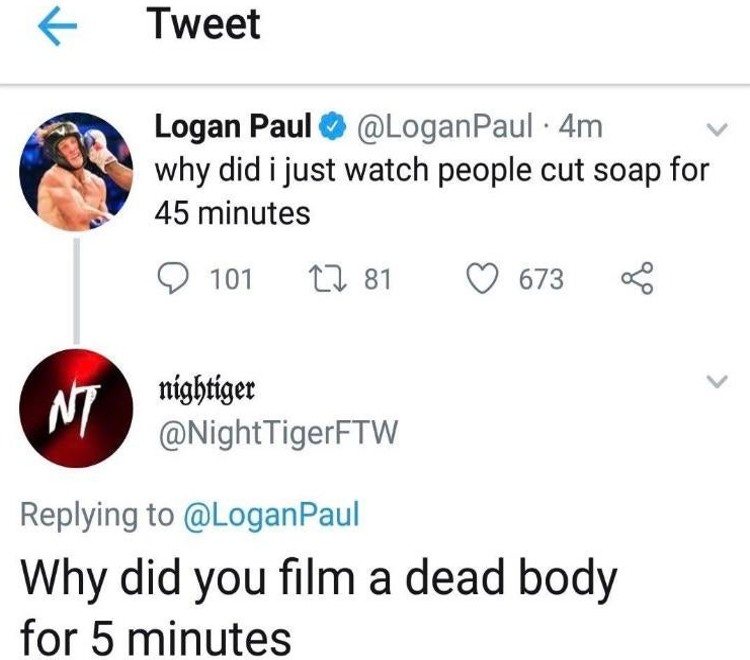 Tweet
Logan Paul @LoganPaul · 4m
why did i just watch people cut soap for
45 minutes
101 81 673
NT
nightiger
@NightTigerFTW
Replying to @LoganPaul
Why did you film a dead body
for 5 minutes